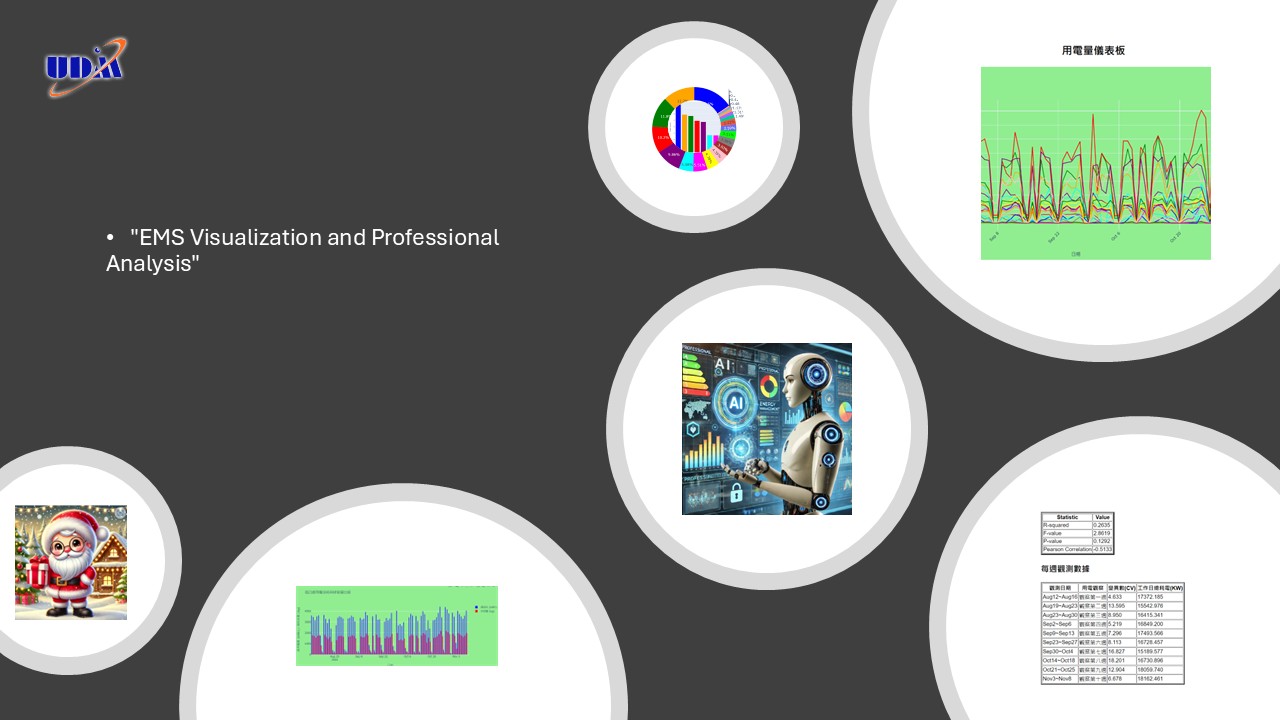 UDM
• "EMS Visualization and Professional
Analysis"
用電量儀表板
Sep 8
Oct 6
Oct 20
日期
AI
AI
Statistic Value
R-squared 0.2635
F-value 2.8619
P-value 0.1292
Pearson Correlation -0.5133
每週觀測數據
觀測日期 用電觀察 變異數(CV) 工作日總耗電(KW)
Aug12~Aug16 觀察第一週 4.633 17372.185
Aug19~Aug23 觀察第二週 13.595 15542.978
Aug23~Aug30 觀察第三週 8.950 16415.341
Sep2~Sep6 觀察第四週 5.219 16849.200
Sep9~Sep13 觀察第五週 7.296 17493.566
Sep23~Sep27 觀察第六週 8.113 16728.457
Sep30~Oct4 觀察第七週 16.827 15189.577
Oct14~Oct18 觀察第八週 18.201 16730.896
Oct21~Oct25 觀察第九週 12.904 18059.740
Nov3~Nov8 觀察第十週 6.678 18162.461